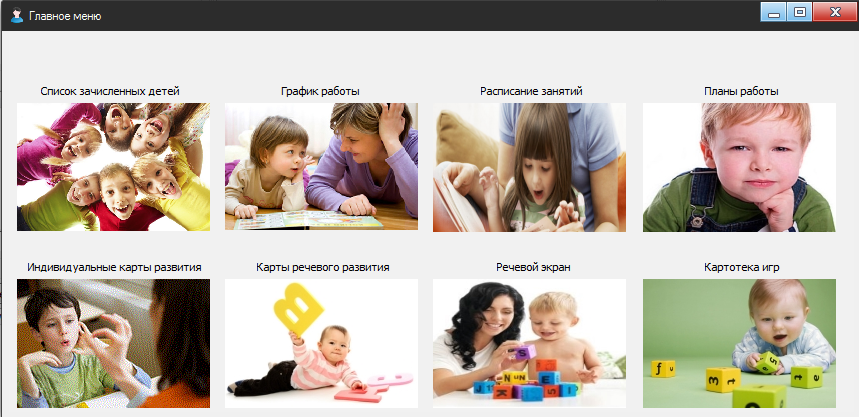 Главное меню
Список зачисленных детей
График работы
Расписание занятий
Планы работы
Индивидуальные карты развития
Карты речевого развития
Речевой экран
Картотека игр